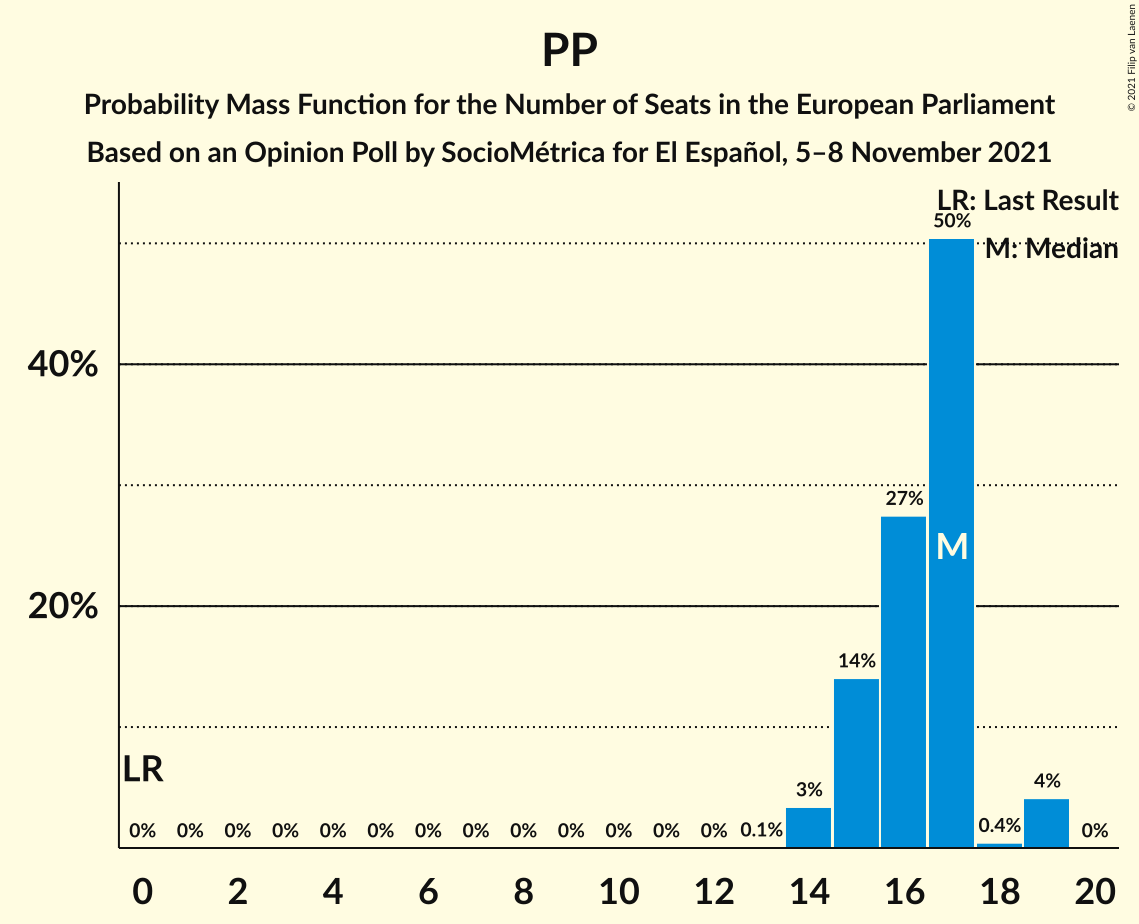 PP
Probability Mass Function for the Number of Seats in the European Parliament
Based on an Opinion Poll by SocioMétrica for El Español, 5–8 November 2021
© 2021 Filip van Laenen
LR: Last Result
M: Median
50%
40%
27%
M
20%
14%
LR
3%
4%
0% 0% 0% 0% 0% 0% 0% 0% 0% 0% 0% 0% 0% 0.1% 0.4% 0%
0 2 4 6 8 10 12 14 16 18 20